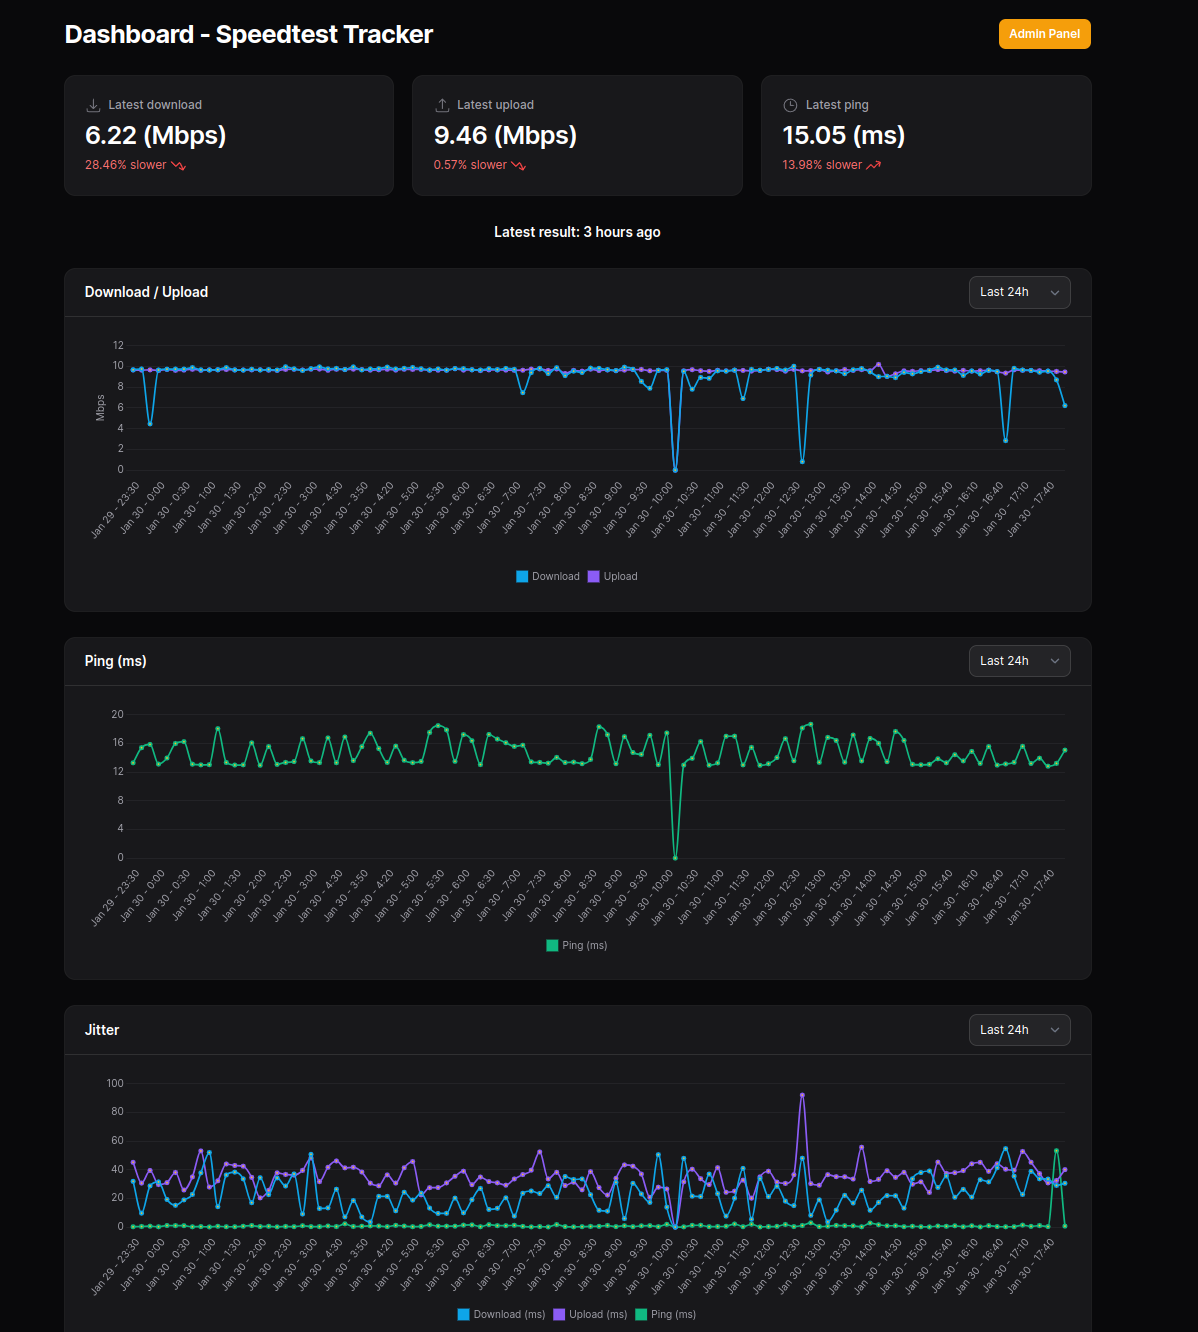 Dashboard - Speedtest Tracker
Admin Panel
Latest download
6.22 (Mbps)
28.46% slower
Latest upload
9.46 (Mbps)
0.57% slower
Latest ping
15.05 (ms)
13.98% slower
Latest result: 3 hours ago
Download / Upload
Last 24h
12
10
8
6
4
2
0
Mbps
Jan 29 - 23:30
Jan 30 - 0:00
Jan 30 - 0:30
Jan 30 - 1:00
Jan 30 - 1:30
Jan 30 - 2:00
Jan 30 - 2:30
Jan 30 - 3:00
Jan 30 - 4:30
Jan 30 - 3:50
Jan 30 - 4:20
Jan 30 - 5:00
Jan 30 - 5:30
Jan 30 - 6:00
Jan 30 - 6:30
Jan 30 - 7:00
Jan 30 - 7:30
Jan 30 - 8:00
Jan 30 - 8:30
Jan 30 - 9:00
Jan 30 - 9:30
Jan 30 - 10:00
Jan 30 - 10:30
Jan 30 - 11:00
Jan 30 - 11:30
Jan 30 - 12:00
Jan 30 - 12:30
Jan 30 - 13:00
Jan 30 - 13:30
Jan 30 - 14:00
Jan 30 - 14:30
Jan 30 - 15:00
Jan 30 - 15:40
Jan 30 - 16:10
Jan 30 - 16:40
Jan 30 - 17:10
Jan 30 - 17:40
Download
Upload
Ping (ms)
Last 24h
20
16
12
8
4
0
Jan 29 - 23:30
Jan 30 - 0:00
Jan 30 - 0:30
Jan 30 - 1:00
Jan 30 - 1:30
Jan 30 - 2:00
Jan 30 - 2:30
Jan 30 - 3:00
Jan 30 - 4:30
Jan 30 - 3:50
Jan 30 - 4:20
Jan 30 - 5:00
Jan 30 - 5:30
Jan 30 - 6:00
Jan 30 - 6:30
Jan 30 - 7:00
Jan 30 - 7:30
Jan 30 - 8:00
Jan 30 - 8:30
Jan 30 - 9:00
Jan 30 - 9:30
Jan 30 - 10:00
Jan 30 - 10:30
Jan 30 - 11:00
Jan 30 - 11:30
Jan 30 - 12:00
Jan 30 - 12:30
Jan 30 - 13:00
Jan 30 - 13:30
Jan 30 - 14:00
Jan 30 - 14:30
Jan 30 - 15:00
Jan 30 - 15:40
Jan 30 - 16:10
Jan 30 - 16:40
Jan 30 - 17:10
Jan 30 - 17:40
Ping (ms)
Jitter
Last 24h
100
80
60
40
20
0
Jan 29 - 23:30
Jan 30 - 0:00
Jan 30 - 0:30
Jan 30 - 1:00
Jan 30 - 1:30
Jan 30 - 2:00
Jan 30 - 2:30
Jan 30 - 3:00
Jan 30 - 4:30
Jan 30 - 3:50
Jan 30 - 4:20
Jan 30 - 5:00
Jan 30 - 5:30
Jan 30 - 6:00
Jan 30 - 6:30
Jan 30 - 7:00
Jan 30 - 7:30
Jan 30 - 8:00
Jan 30 - 8:30
Jan 30 - 9:00
Jan 30 - 9:30
Jan 30 - 10:00
Jan 30 - 10:30
Jan 30 - 11:00
Jan 30 - 11:30
Jan 30 - 12:00
Jan 30 - 12:30
Jan 30 - 13:00
Jan 30 - 13:30
Jan 30 - 14:00
Jan 30 - 14:30
Jan 30 - 15:00
Jan 30 - 15:40
Jan 30 - 16:10
Jan 30 - 16:40
Jan 30 - 17:10
Jan 30 - 17:40
Download (ms)
Upload (ms)
Ping (ms)